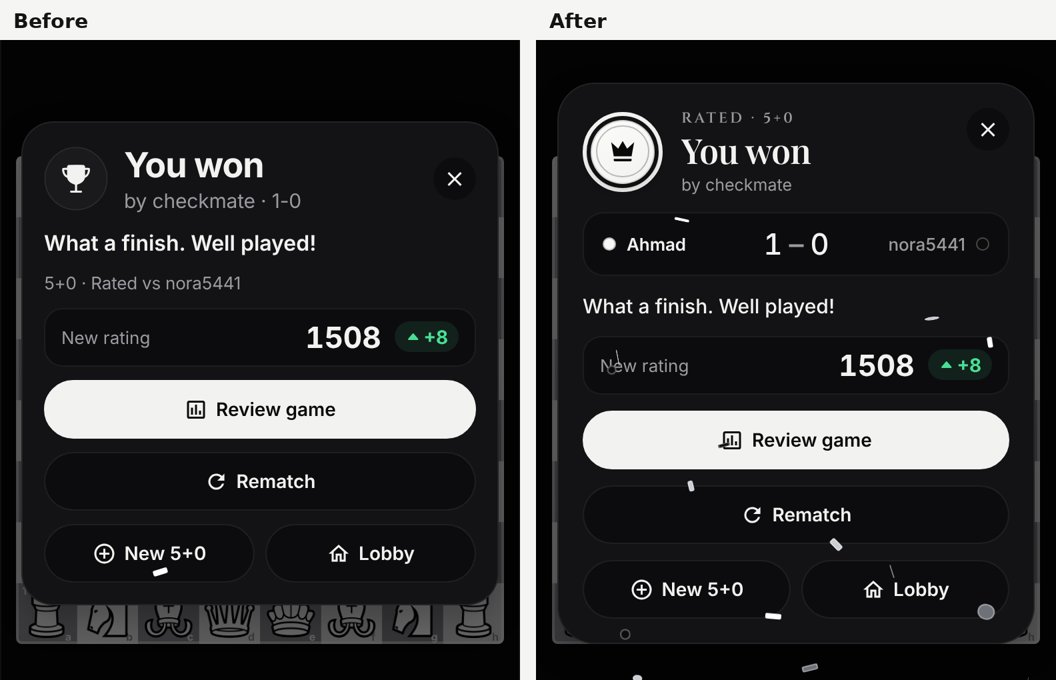 Before
You won
by checkmate · 1-0
What a finish. Well played!
5+0 · Rated vs nora5441
New rating 1508 +8
Review game
Rematch
New 5+0 Lobby
a b c d e f g h
After
RATED · 5+0
You won
by checkmate
Ahmad 1 – 0 nora5441
What a finish. Well played!
New rating 1508 +8
Review game
Rematch
New 5+0 Lobby
h